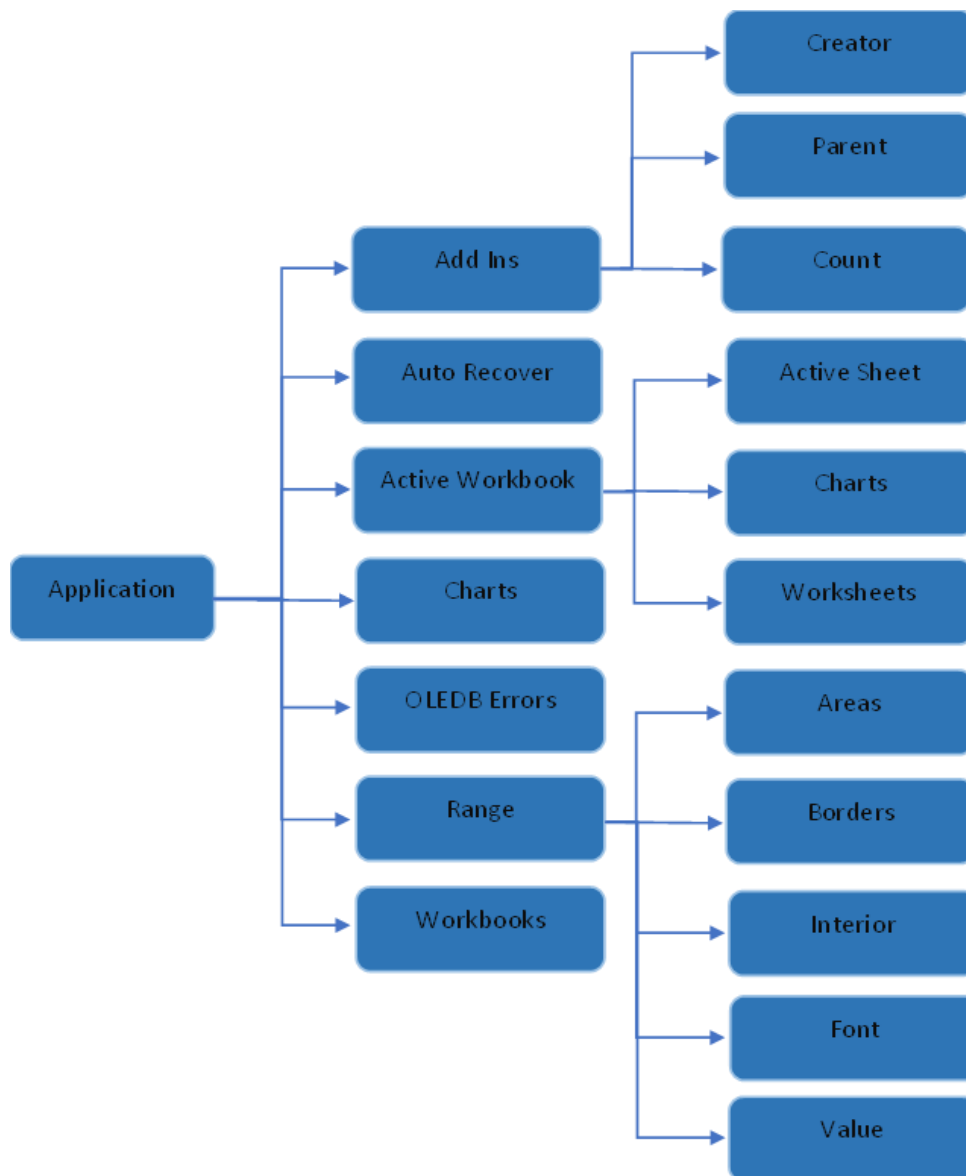 Creator
Parent
Add Ins
Count
Auto Recover
Active Sheet
Active Workbook
Charts
Application
Charts
Worksheets
OLEDB Errors
Areas
Range
Borders
Workbooks
Interior
Font
Value